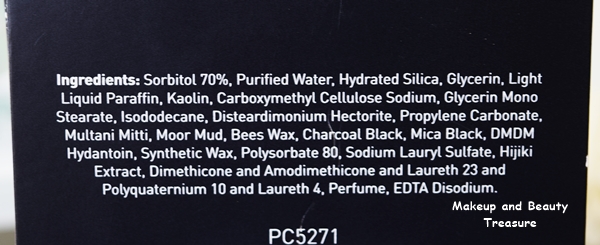 Ingredients: Sorbitol 70%, Purified Water, Hydrated Silica, Glycerin, Light
Liquid Paraffin, Kaolin, Carboxymethyl Cellulose Sodium, Glycerin Mono
Stearate, Isododecane, Disteardimonium Hectorite, Propylene Carbonate,
Multani Mitti, Moor Mud, Bees Wax, Charcoal Black, Mica Black, DMDM
Hydantoin, Synthetic Wax, Polysorbate 80, Sodium Lauryl Sulfate, Hijiki
Extract, Dimethicone and Amodimethicone and Laureth 23 and
Polyquaternium 10 and Laureth 4, Perfume, EDTA Disodium.
Makeup and Beauty
Treasure
PC5271